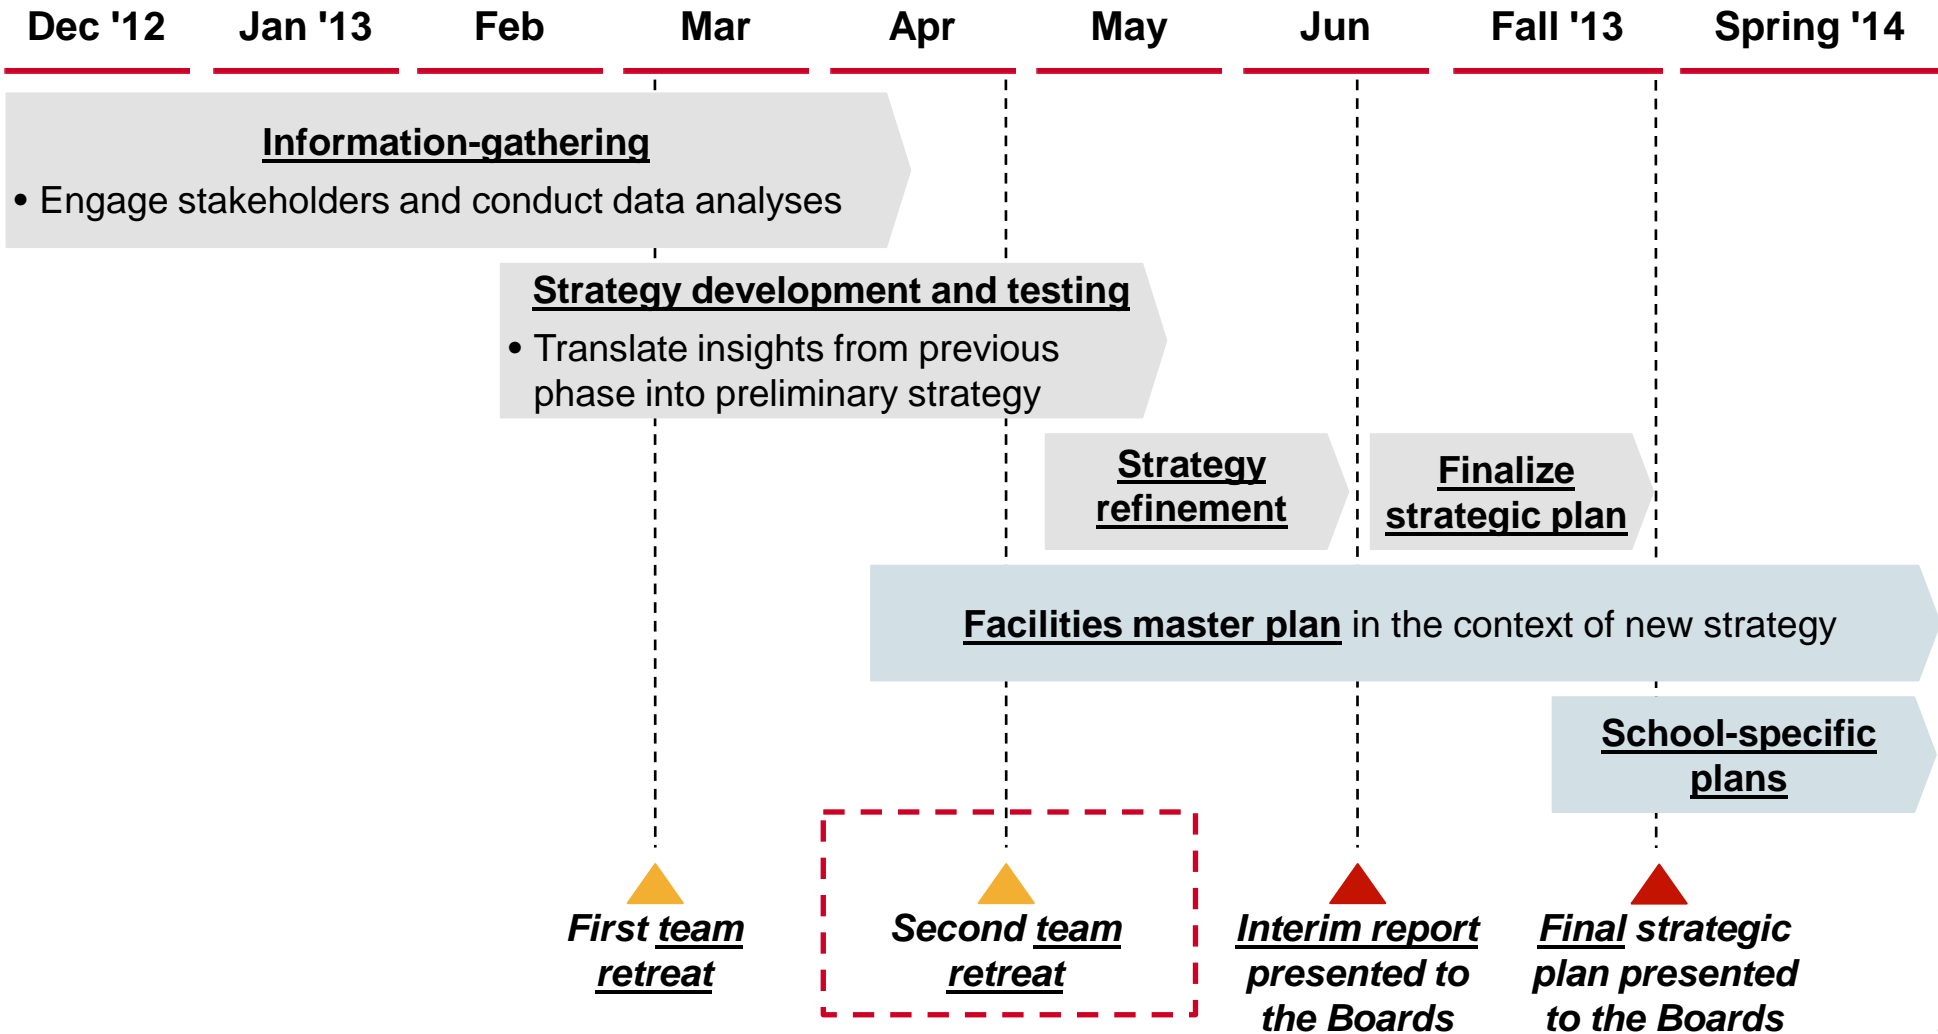 Dec '12 Jan '13 Feb Mar Apr May Jun Fall '13 Spring '14
Information-gathering
• Engage stakeholders and conduct data analyses
Strategy development and testing
• Translate insights from previous
phase into preliminary strategy
Strategy
refinement
Finalize
strategic plan
Facilities master plan in the context of new strategy
School-specific
plans
First team
retreat
Second team
retreat
Interim report
presented to
the Boards
Final strategic
plan presented
to the Boards